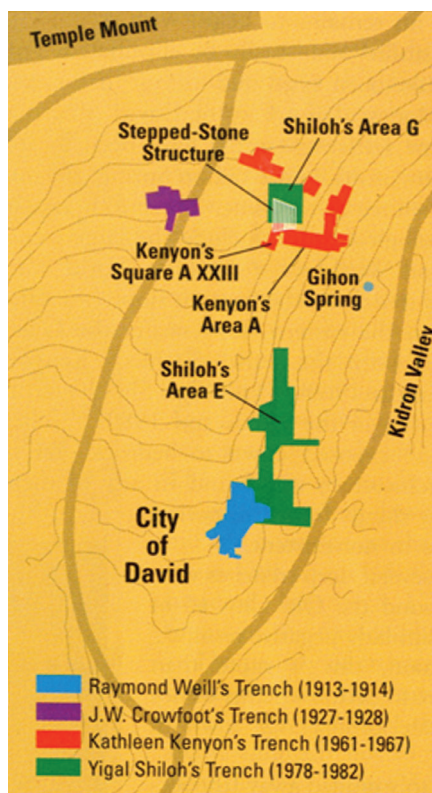 Temple Mount
Stepped-Stone
Structure
Shiloh's Area G
Kenyon's
Square A XXIII
Kenyon's
Area A
Gihon
Spring
Shiloh's
Area E
Kidron Valley
City
of
David
Raymond Weill's Trench (1913-1914)
J.W. Crowfoot's Trench (1927-1928)
Kathleen Kenyon's Trench (1961-1967)
Yigal Shiloh's Trench (1978-1982)